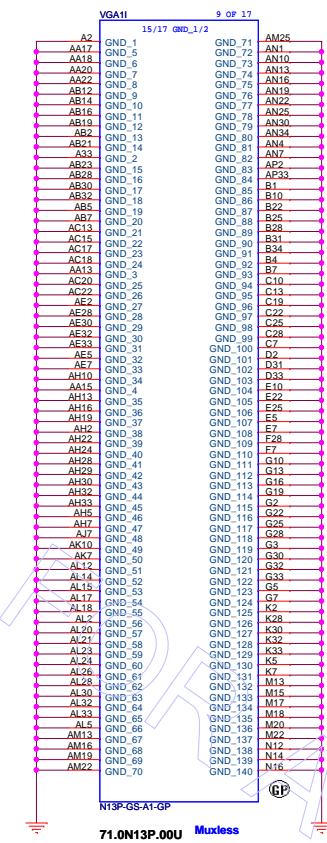 VGA1I 9 OF 17
15/17 GND_1/2
A2 GND_1 GND_71 AM25
AA17 GND_5 GND_72 AN1
AA18 GND_6 GND_73 AN10
AA20 GND_7 GND_74 AN13
AA22 GND_8 GND_75 AN16
AB12 GND_9 GND_76 AN19
AB14 GND_10 GND_77 AN22
AB16 GND_11 GND_78 AN25
AB19 GND_12 GND_79 AN30
AB2 GND_13 GND_80 AN34
AB21 GND_14 GND_81 AN4
A33 GND_2 GND_82 AN7
AB23 GND_15 GND_83 AP2
AB28 GND_16 GND_84 AP33
AB30 GND_17 GND_85 B1
AB32 GND_18 GND_86 B10
AB5 GND_19 GND_87 B22
AB7 GND_20 GND_88 B25
AC13 GND_21 GND_89 B28
AC15 GND_22 GND_90 B31
AC17 GND_23 GND_91 B34
AC18 GND_24 GND_92 B4
AA13 GND_3 GND_93 B7
AC20 GND_25 GND_94 C10
AC22 GND_26 GND_95 C13
AE2 GND_27 GND_96 C19
AE28 GND_28 GND_97 C22
AE30 GND_29 GND_98 C25
AE32 GND_30 GND_99 C28
AE33 GND_31 GND_100 C7
AE5 GND_32 GND_101 D2
AE7 GND_33 GND_102 D31
AH10 GND_34 GND_103 D33
AA15 GND_4 GND_104 E10
AH13 GND_35 GND_105 E22
AH16 GND_36 GND_106 E25
AH19 GND_37 GND_107 E5
AH2 GND_38 GND_108 E7
AH22 GND_39 GND_109 F28
AH24 GND_40 GND_110 F7
AH28 GND_41 GND_111 G10
AH29 GND_42 GND_112 G13
AH30 GND_43 GND_113 G16
AH32 GND_44 GND_114 G19
AH33 GND_45 GND_115 G2
AH5 GND_46 GND_116 G22
AH7 GND_47 GND_117 G25
AJ7 GND_48 GND_118 G28
AK10 GND_49 GND_119 G3
AK7 GND_50 GND_120 G30
AL12 GND_51 GND_121 G32
AL14 GND_52 GND_122 G33
AL15 GND_53 GND_123 G5
AL17 GND_54 GND_124 G7
AL18 GND_55 GND_125 K2
AL2 GND_56 GND_126 K28
AL20 GND_57 GND_127 K30
AL21 GND_58 GND_128 K32
AL23 GND_59 GND_129 K33
AL24 GND_60 GND_130 K5
AL26 GND_61 GND_131 K7
AL28 GND_62 GND_132 M13
AL30 GND_63 GND_133 M15
AL32 GND_64 GND_134 M17
AL33 GND_65 GND_135 M18
AL5 GND_66 GND_136 M20
AM13 GND_67 GND_137 M22
AM16 GND_68 GND_138 N12
AM19 GND_69 GND_139 N14
AM22 GND_70 GND_140 N16
GP
N13P-GS-A1-GP
71.0N13P.00U Muxless